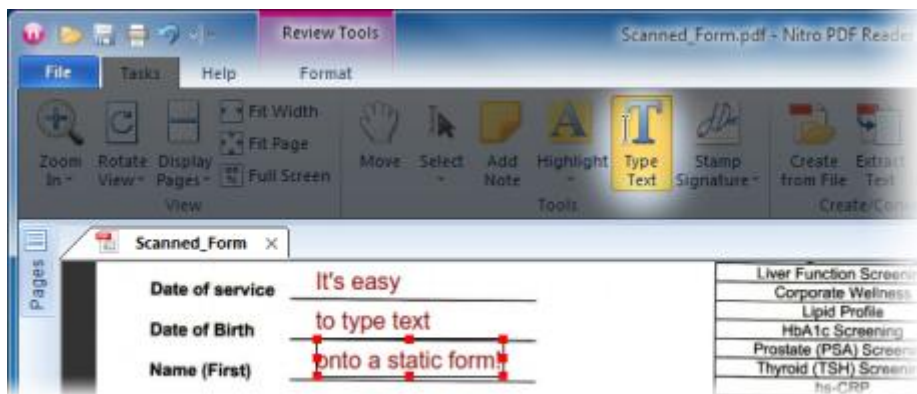 Review Tools
Scanned_Form.pdf - Nitro PDF Reader
File Tasks Help Format
Zoom In
Rotate View
Display Pages
Fit Width
Fit Page
Full Screen
View
Move
Select
Add Note
Highlight
Type Text
Stamp Signature
Tools
Create from File
Extract Text
Pages
Scanned_Form
Date of service It's easy
Date of Birth to type text
Name (First) onto a static form!
Liver Function
Corporate Wellness
Lipid Profile
HbA1c Screening
Prostate (PSA)
Thyroid (TSH)
hs-CRP